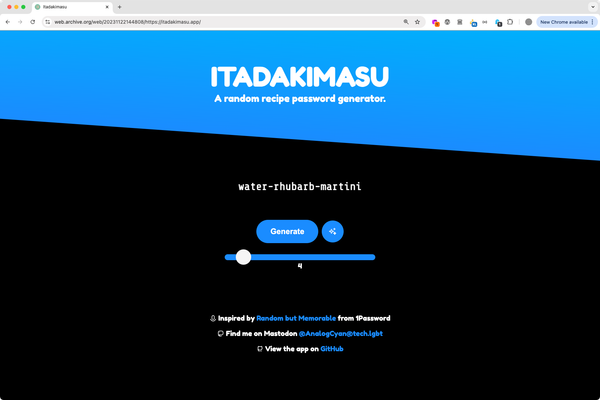 Itadakimasu
web.archive.org/web/20231122144808/https://itadakimasu.app/
New Chrome available
ITADAKIMASU
A random recipe password generator.
water-rhubarb-martini
Generate
4
Inspired by Random but Memorable from 1Password
Find me on Mastodon @AnalogCyan@tech.lgbt
View the app on GitHub